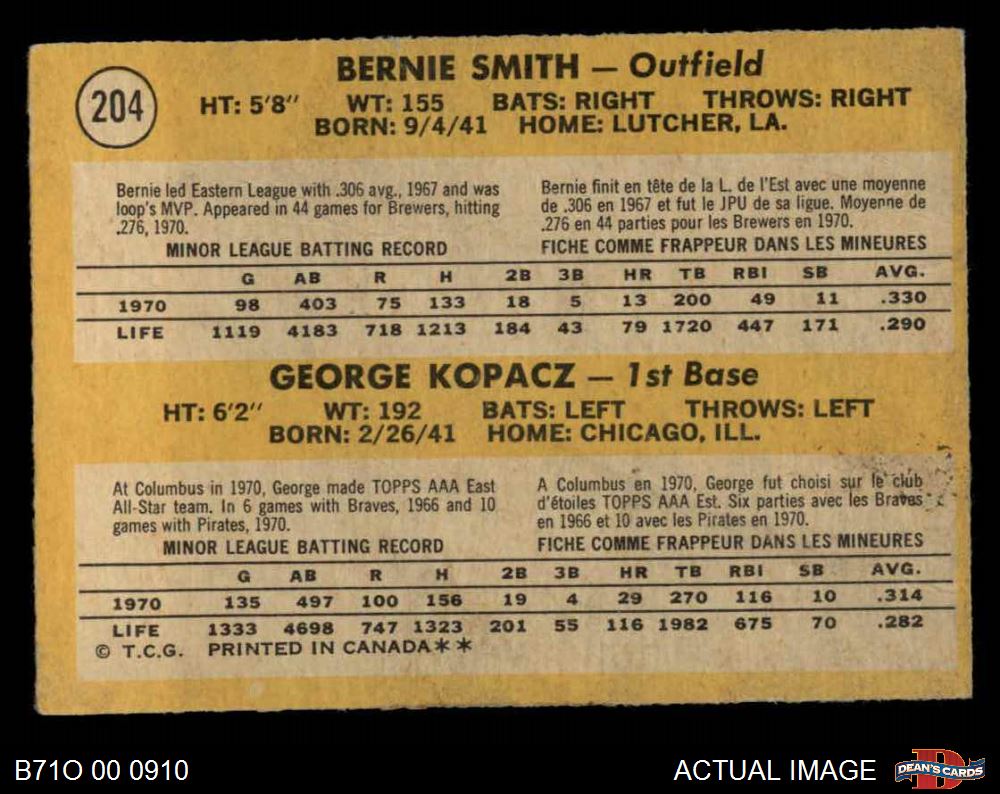 204
BERNIE SMITH — Outfield
HT: 5'8" WT: 155 BATS: RIGHT THROWS: RIGHT
BORN: 9/4/41 HOME: LUTCHER, LA.
Bernie led Eastern League with .306 avg., 1967 and was
loop's MVP. Appeared in 44 games for Brewers, hitting
.276, 1970.
MINOR LEAGUE BATTING RECORD
Bernie finit en tête de la L. de l'Est avec une moyenne
de .306 en 1967 et fut le JPU de sa ligue. Moyenne de
.276 en 44 parties pour les Brewers en 1970.
FICHE COMME FRAPPEUR DANS LES MINEURES
G AB R H 2B 3B HR TB RBI SB AVG.
1970 98 403 75 133 18 5 13 200 49 11 .330
LIFE 1119 4183 718 1213 184 43 79 1720 447 171 .290
GEORGE KOPACZ — 1st Base
HT: 6'2" WT: 192 BATS: LEFT THROWS: LEFT
BORN: 2/26/41 HOME: CHICAGO, ILL.
At Columbus in 1970, George made TOPPS AAA East
All-Star team. In 6 games with Braves, 1966 and 10
games with Pirates, 1970.
MINOR LEAGUE BATTING RECORD
A Columbus en 1970, George fut choisi sur le club
d'étoiles TOPPS AAA Est. Six parties avec les Braves
en 1966 et 10 avec les Pirates en 1970.
FICHE COMME FRAPPEUR DANS LES MINEURES
G AB R H 2B 3B HR TB RBI SB AVG.
1970 135 497 100 156 19 4 29 270 116 10 .314
LIFE 1333 4698 747 1323 201 55 116 1982 675 70 .282
© T.C.G. PRINTED IN CANADA**
B71O 00 0910
ACTUAL IMAGE
DEAN'S CARDS